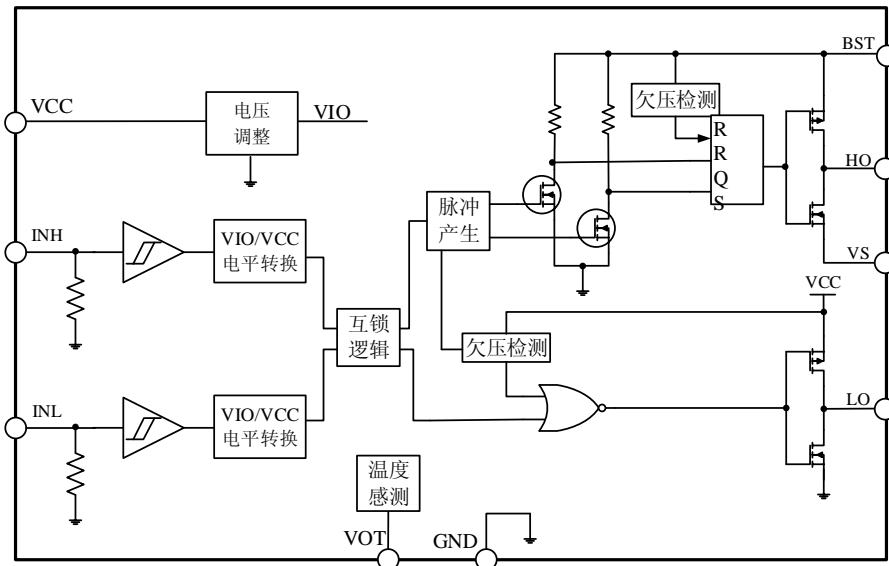 BST
VCC
电压
调整
VIO
欠压检测
R
R
Q
S
HO
脉冲
产生
INH
VIO/VCC
电平转换
VS
VCC
互锁
逻辑
欠压检测
INL
VIO/VCC
电平转换
LO
温度
感测
VOT
GND